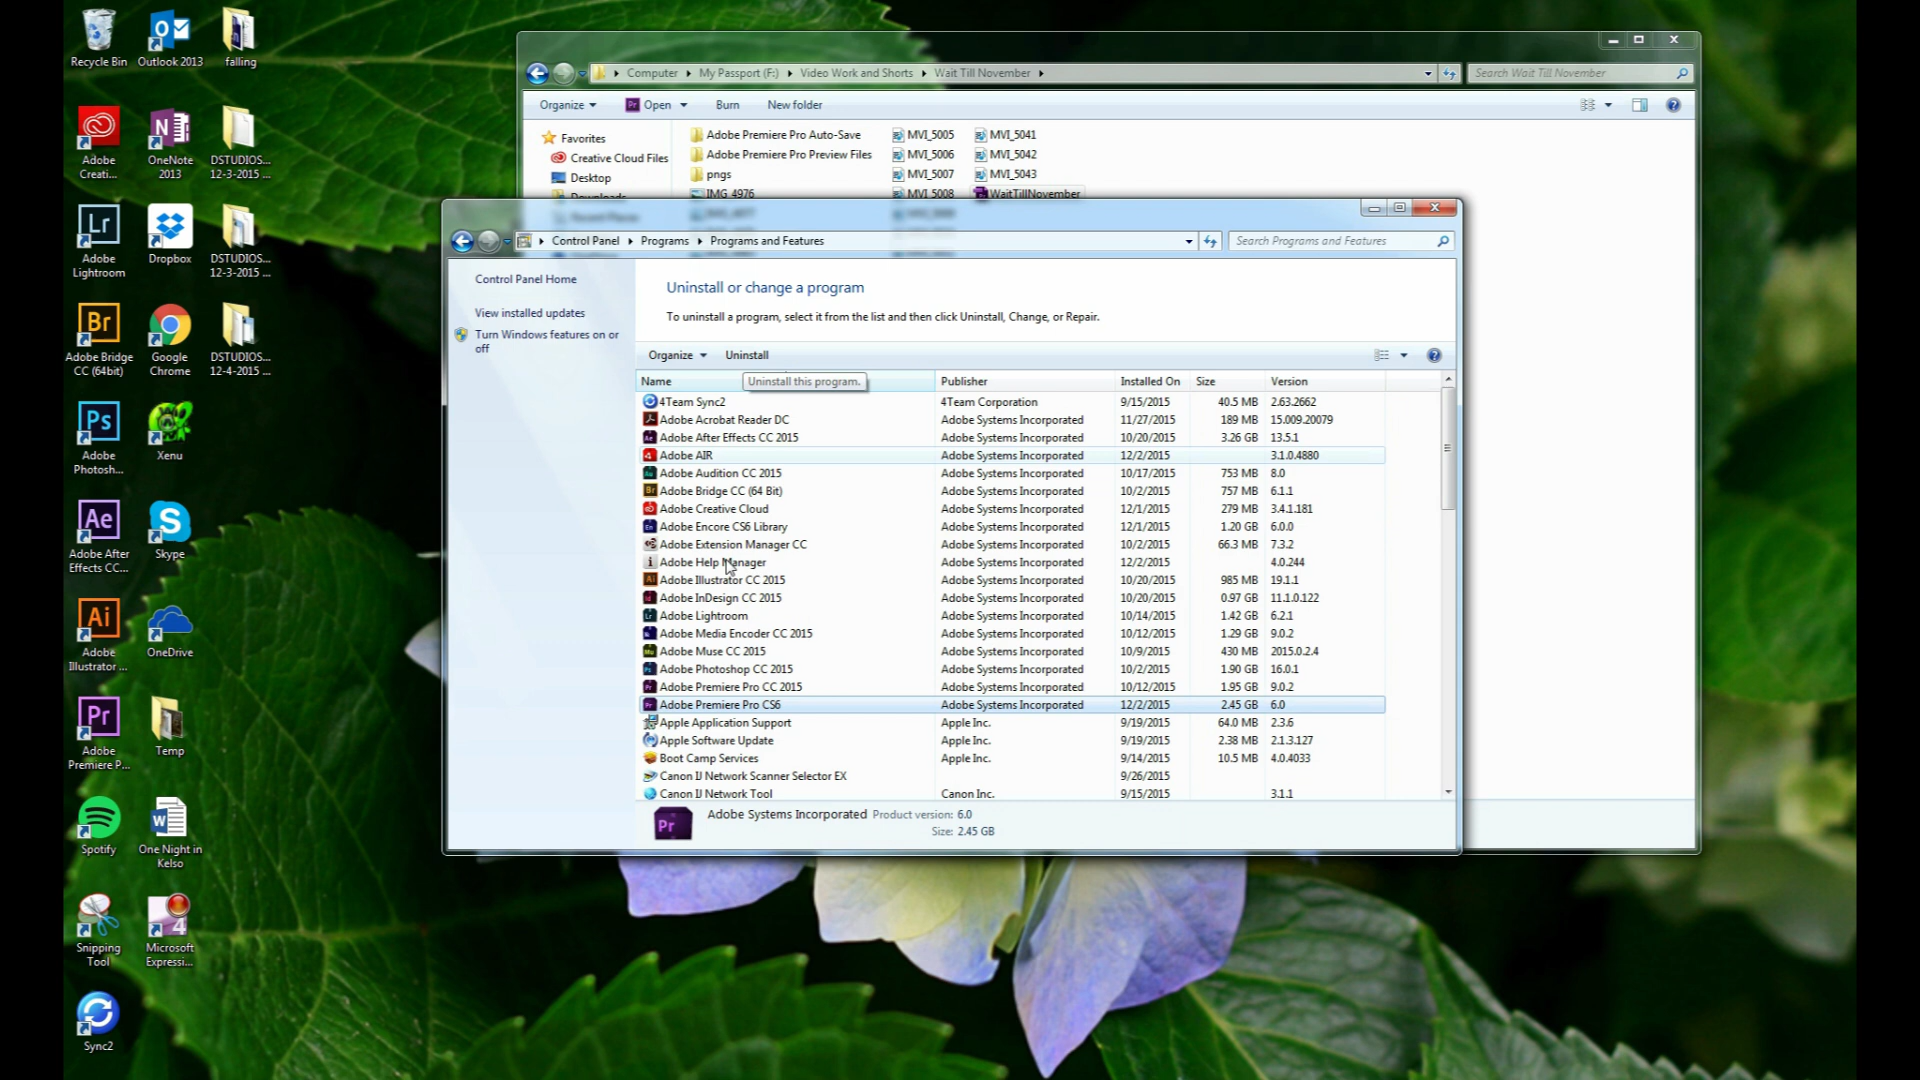 Recycle Bin
Outlook 2013
falling
Adobe
Creati...
OneNote
2013
DSTUDIOS...
12-3-2015 ...
Adobe
Lightroom
Dropbox
DSTUDIOS...
12-3-2015 ...
Adobe Bridge
CC (64bit)
Google
Chrome
DSTUDIOS...
12-4-2015 ...
Adobe
Photosh...
Xenu
Adobe After
Effects CC...
Skype
Adobe
Illustrator ...
OneDrive
Adobe
Premiere P...
Temp
Spotify
One Night in
Kelso
Snipping
Tool
Microsoft
Expressi...
Sync2
Computer My Passport (F:) Video Work and Shorts Wait Till November
Search Wait Till November
Organize Open Burn New folder
Favorites
Creative Cloud Files
Desktop
Downloads
Adobe Premiere Pro Auto-Save MVI_5005 MVI_5041
Adobe Premiere Pro Preview Files MVI_5006 MVI_5042
pngs MVI_5007 MVI_5043
IMG_4976 MVI_5008 WaitTillNovember
Control Panel Programs Programs and Features
Search Programs and Features
Control Panel Home
View installed updates
Turn Windows features on or
off
Uninstall or change a program
To uninstall a program, select it from the list and then click Uninstall, Change, or Repair.
Organize Uninstall
Name Publisher Installed On Size Version
Uninstall this program.
4Team Sync2 4Team Corporation 9/15/2015 40.5 MB 2.63.2662
Adobe Acrobat Reader DC Adobe Systems Incorporated 11/27/2015 189 MB 15.009.20079
Adobe After Effects CC 2015 Adobe Systems Incorporated 10/20/2015 3.26 GB 13.5.1
Adobe AIR Adobe Systems Incorporated 12/2/2015 3.1.0.4880
Adobe Audition CC 2015 Adobe Systems Incorporated 10/17/2015 753 MB 8.0
Adobe Bridge CC (64 Bit) Adobe Systems Incorporated 10/2/2015 757 MB 6.1.1
Adobe Creative Cloud Adobe Systems Incorporated 12/1/2015 279 MB 3.4.1.181
Adobe Encore CS6 Library Adobe Systems Incorporated 12/1/2015 1.20 GB 6.0.0
Adobe Extension Manager CC Adobe Systems Incorporated 10/2/2015 66.3 MB 7.3.2
Adobe Help Manager Adobe Systems Incorporated 12/2/2015 4.0.244
Adobe Illustrator CC 2015 Adobe Systems Incorporated 10/20/2015 985 MB 19.1.1
Adobe InDesign CC 2015 Adobe Systems Incorporated 10/20/2015 0.97 GB 11.1.0.122
Adobe Lightroom Adobe Systems Incorporated 10/14/2015 1.42 GB 6.2.1
Adobe Media Encoder CC 2015 Adobe Systems Incorporated 10/12/2015 1.29 GB 9.0.2
Adobe Muse CC 2015 Adobe Systems Incorporated 10/9/2015 430 MB 2015.0.2.4
Adobe Photoshop CC 2015 Adobe Systems Incorporated 10/2/2015 1.90 GB 16.0.1
Adobe Premiere Pro CC 2015 Adobe Systems Incorporated 10/12/2015 1.95 GB 9.0.2
Adobe Premiere Pro CS6 Adobe Systems Incorporated 12/2/2015 2.45 GB 6.0
Apple Application Support Apple Inc. 9/19/2015 64.0 MB 2.3.6
Apple Software Update Apple Inc. 9/19/2015 2.38 MB 2.1.3.127
Boot Camp Services Apple Inc. 9/14/2015 10.5 MB 4.0.4033
Canon IJ Network Scanner Selector EX 9/26/2015
Canon IJ Network Tool Canon Inc. 9/15/2015 3.1.1
Adobe Systems Incorporated Product version: 6.0
Size: 2.45 GB